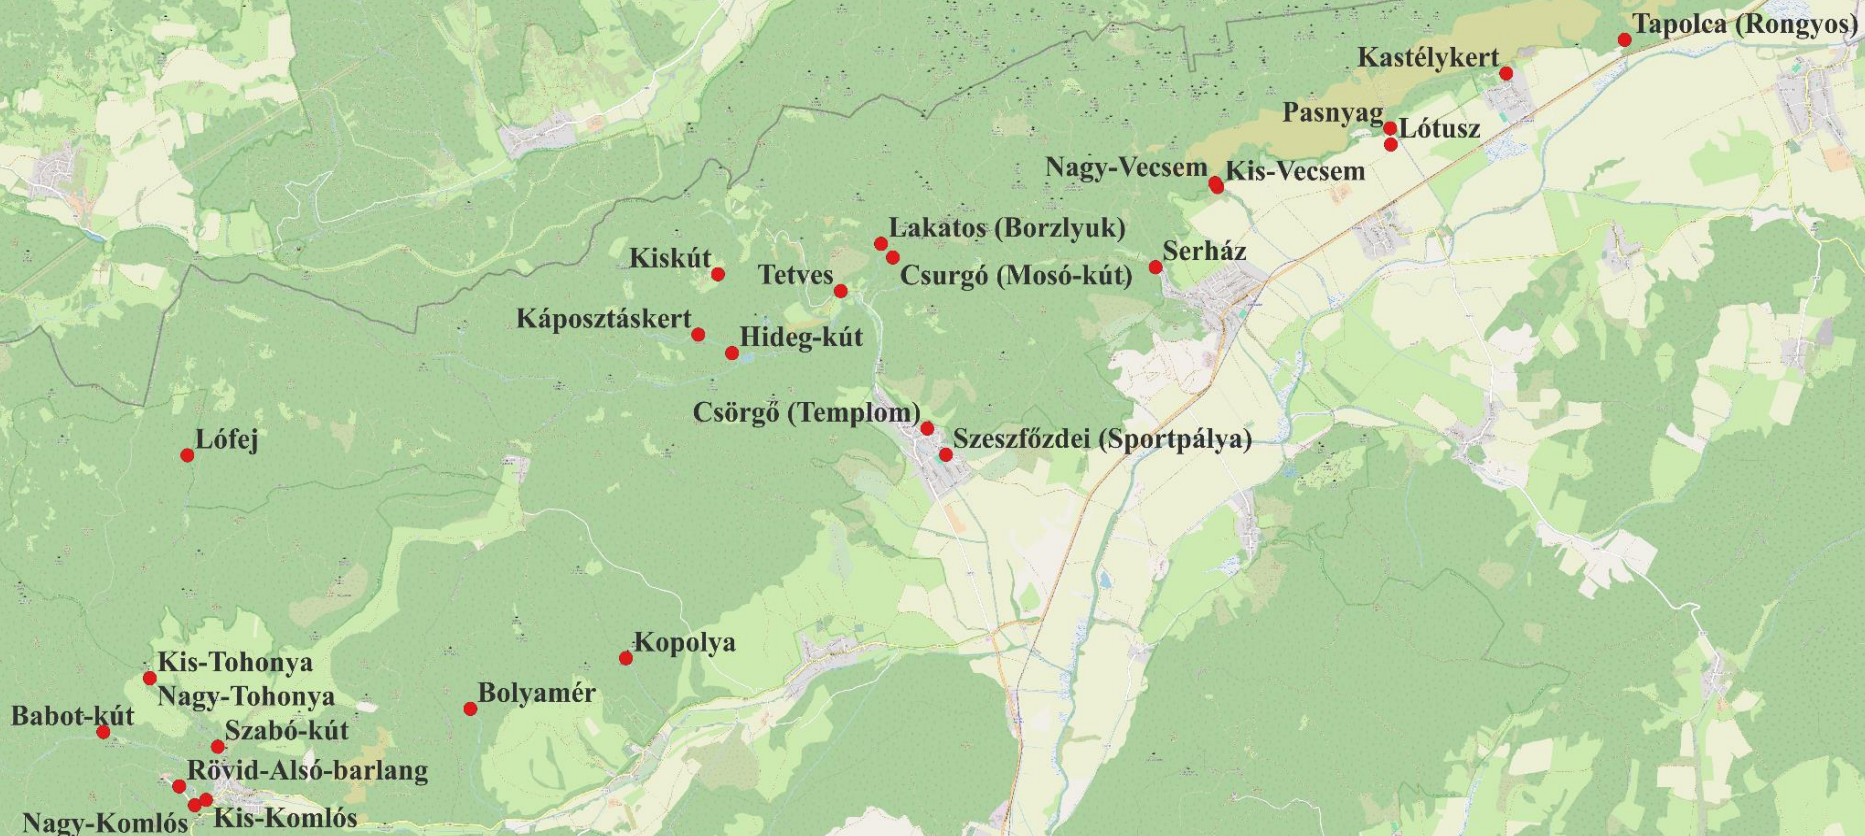 Tapolca (Rongyos)
Kastélykert
Pasnyag
Lótusz
Nagy-Vecsem
Kis-Vecsem
Lakatos (Borzlyuk)
Serház
Kiskút
Tetves
Csurgó (Mosó-kút)
Káposztáskert
Hideg-kút
Csörgő (Templom)
Lófej
Szeszfőzdei (Sportpálya)
Kopolya
Kis-Tohonya
Nagy-Tohonya
Bolyamér
Babot-kút
Szabó-kút
Rövid-Alsó-barlang
Nagy-Komlós
Kis-Komlós